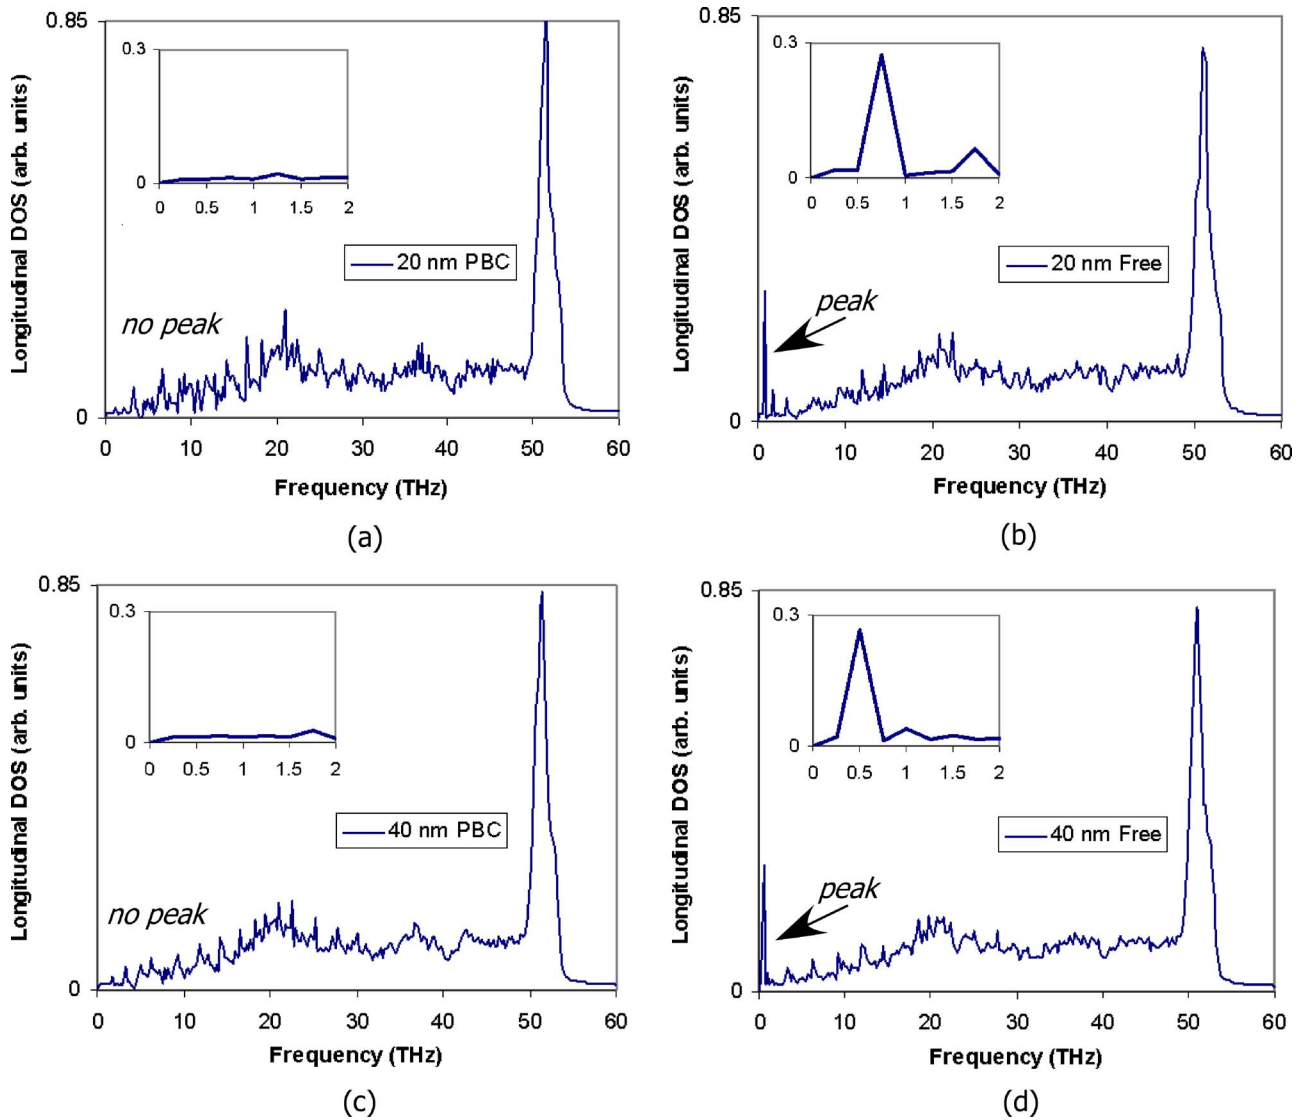 0.85
Longitudinal DOS (arb. units)
0.3
0
0 0.5 1 1.5 2
20 nm PBC
no peak
0
0 10 20 30 40 50 60
Frequency (THz)
(a)
0.85
Longitudinal DOS (arb. units)
0.3
0
0 0.5 1 1.5 2
20 nm Free
peak
0
0 10 20 30 40 50 60
Frequency (THz)
(b)
0.85
Longitudinal DOS (arb. units)
0.3
0
0 0.5 1 1.5 2
40 nm PBC
no peak
0
0 10 20 30 40 50 60
Frequency (THz)
(c)
0.85
Longitudinal DOS (arb. units)
0.3
0
0 0.5 1 1.5 2
40 nm Free
peak
0
0 10 20 30 40 50 60
Frequency (THz)
(d)